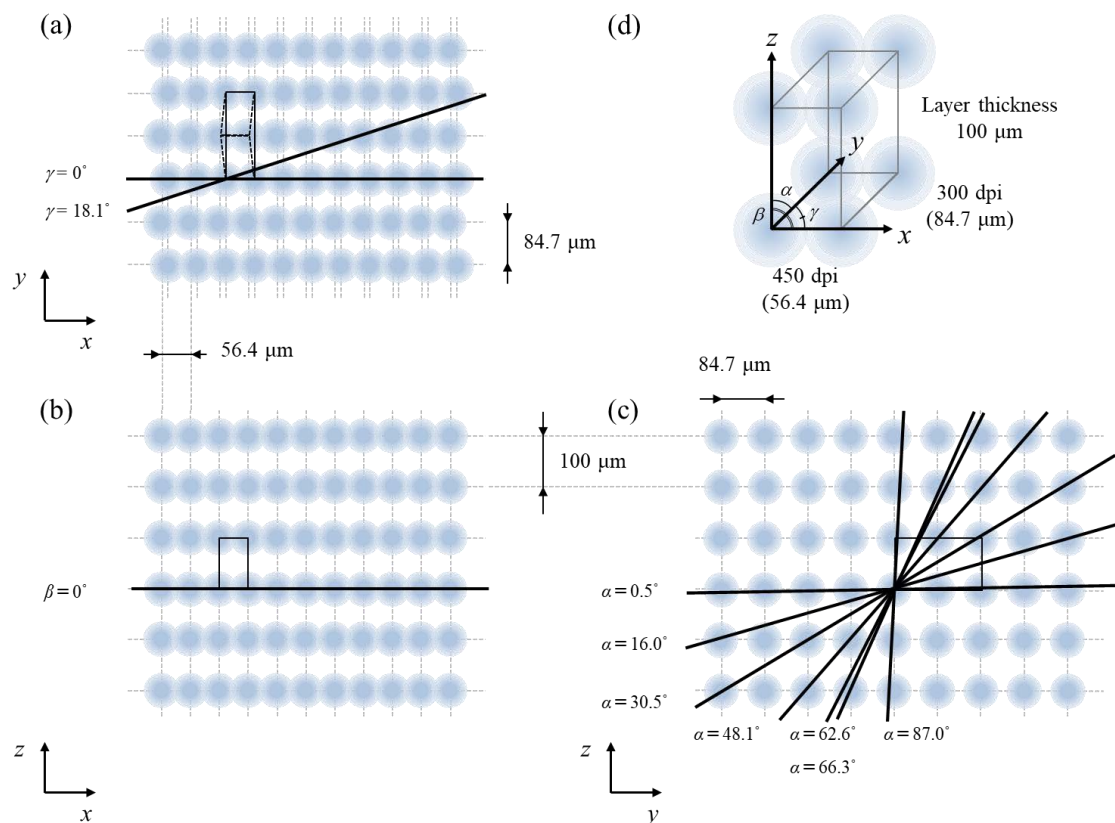 (a)
γ = 0°
γ = 18.1°
84.7 μm
y
x
56.4 μm
(d)
z
Layer thickness
100 μm
y
α
β
γ
x
300 dpi
(84.7 μm)
450 dpi
(56.4 μm)
(b)
100 μm
β = 0°
z
x
84.7 μm
(c)
α = 0.5°
α = 16.0°
α = 30.5°
α = 48.1° α = 62.6° α = 87.0°
α = 66.3°
z
y